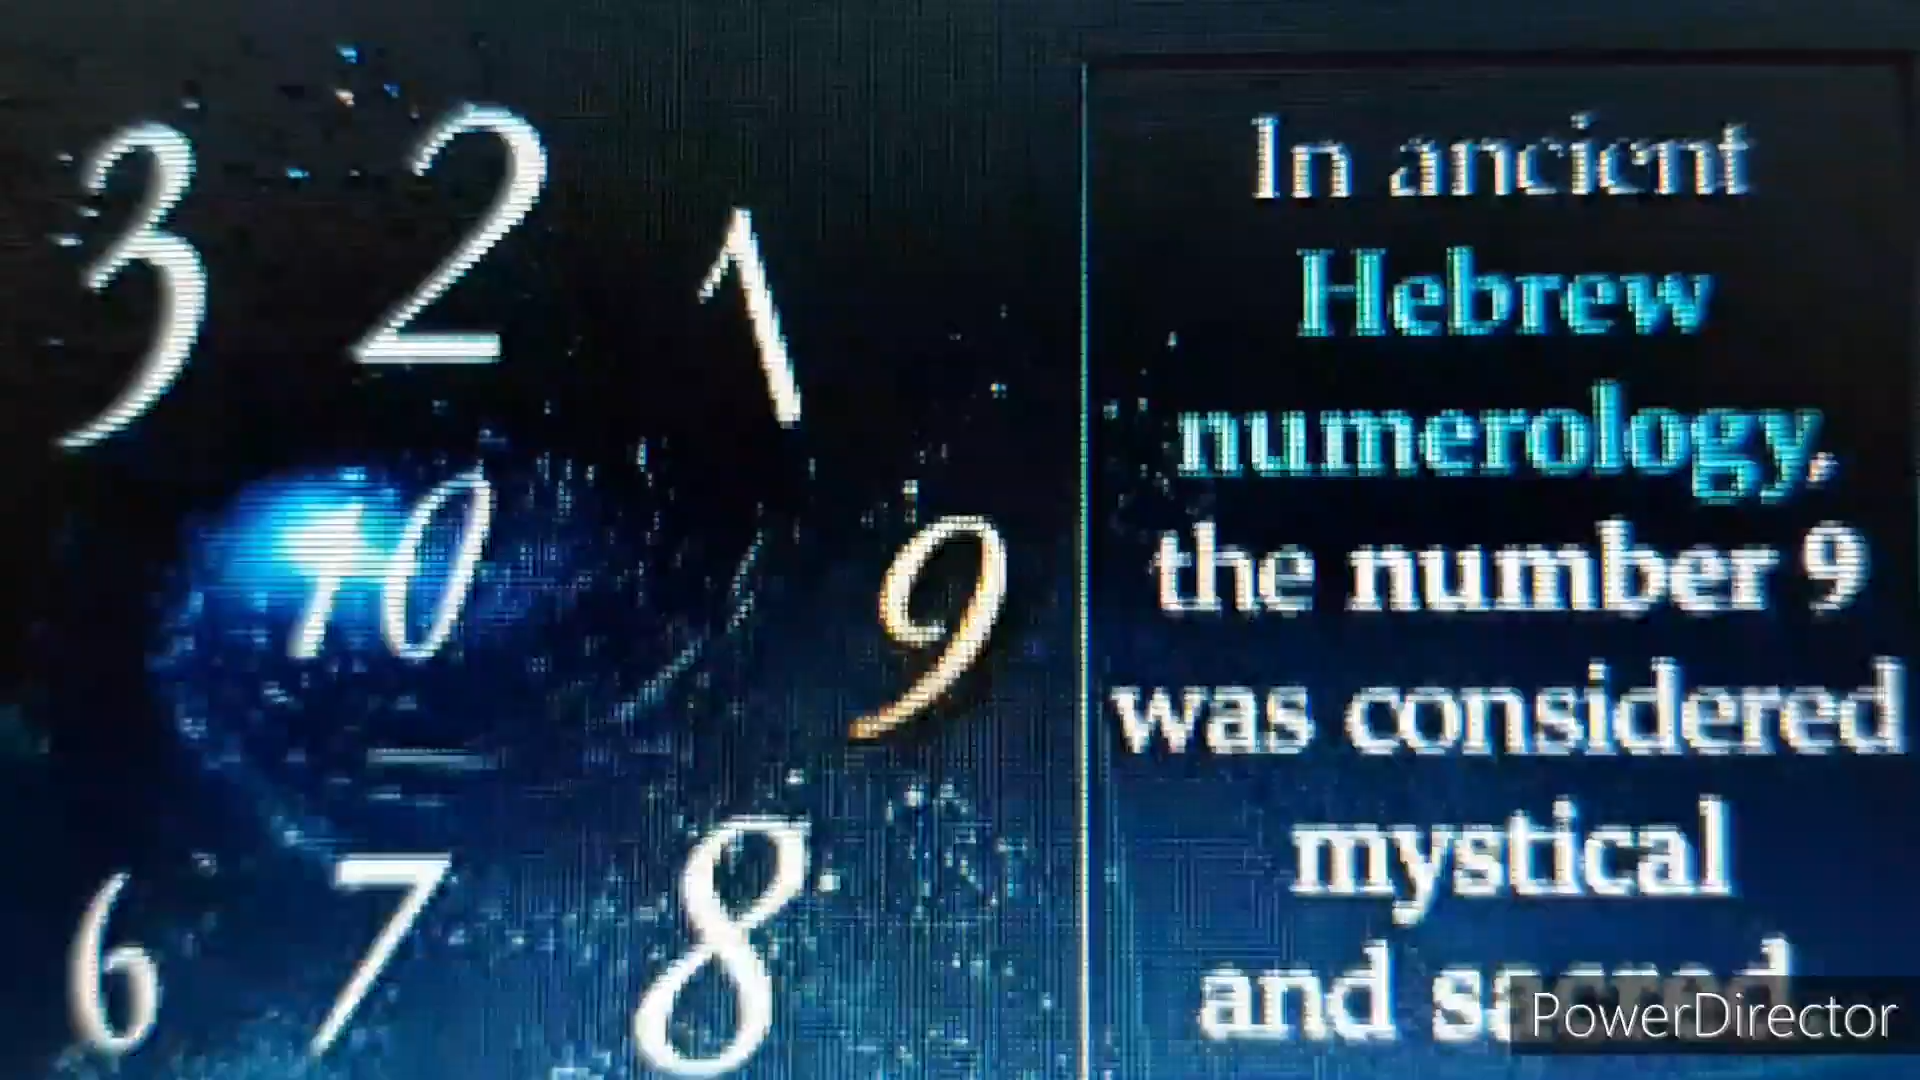 3 2 1
10 9
6 7 8
In ancient
Hebrew
numerology,
the number 9
was considered
mystical
and sacred
PowerDirector